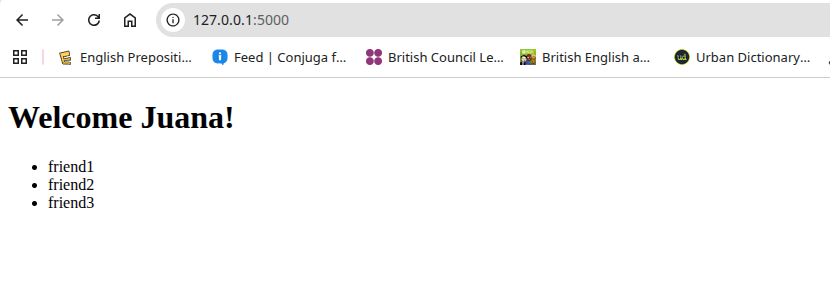 127.0.0.1:5000
English Prepositi... Feed | Conjuga f... British Council Le... British English a... Urban Dictionary...
Welcome Juana!
• friend1
• friend2
• friend3